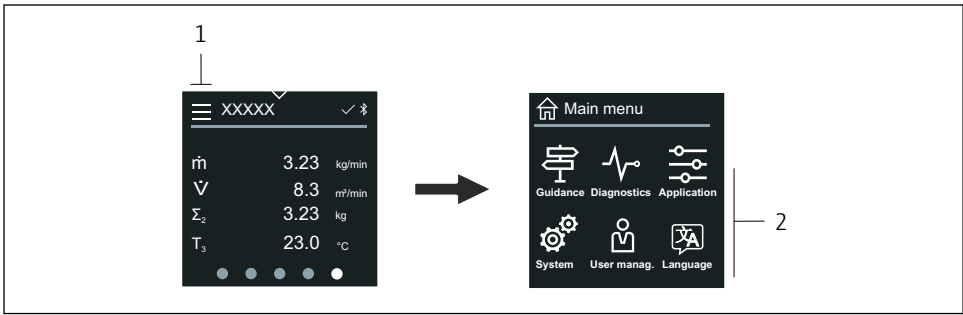 1
XXXXX
ṁ 3.23 kg/min
V̇ 8.3 m³/min
Σ₂ 3.23 kg
T₃ 23.0 °C
Main menu
Guidance Diagnostics Application
System User manag. Language
2